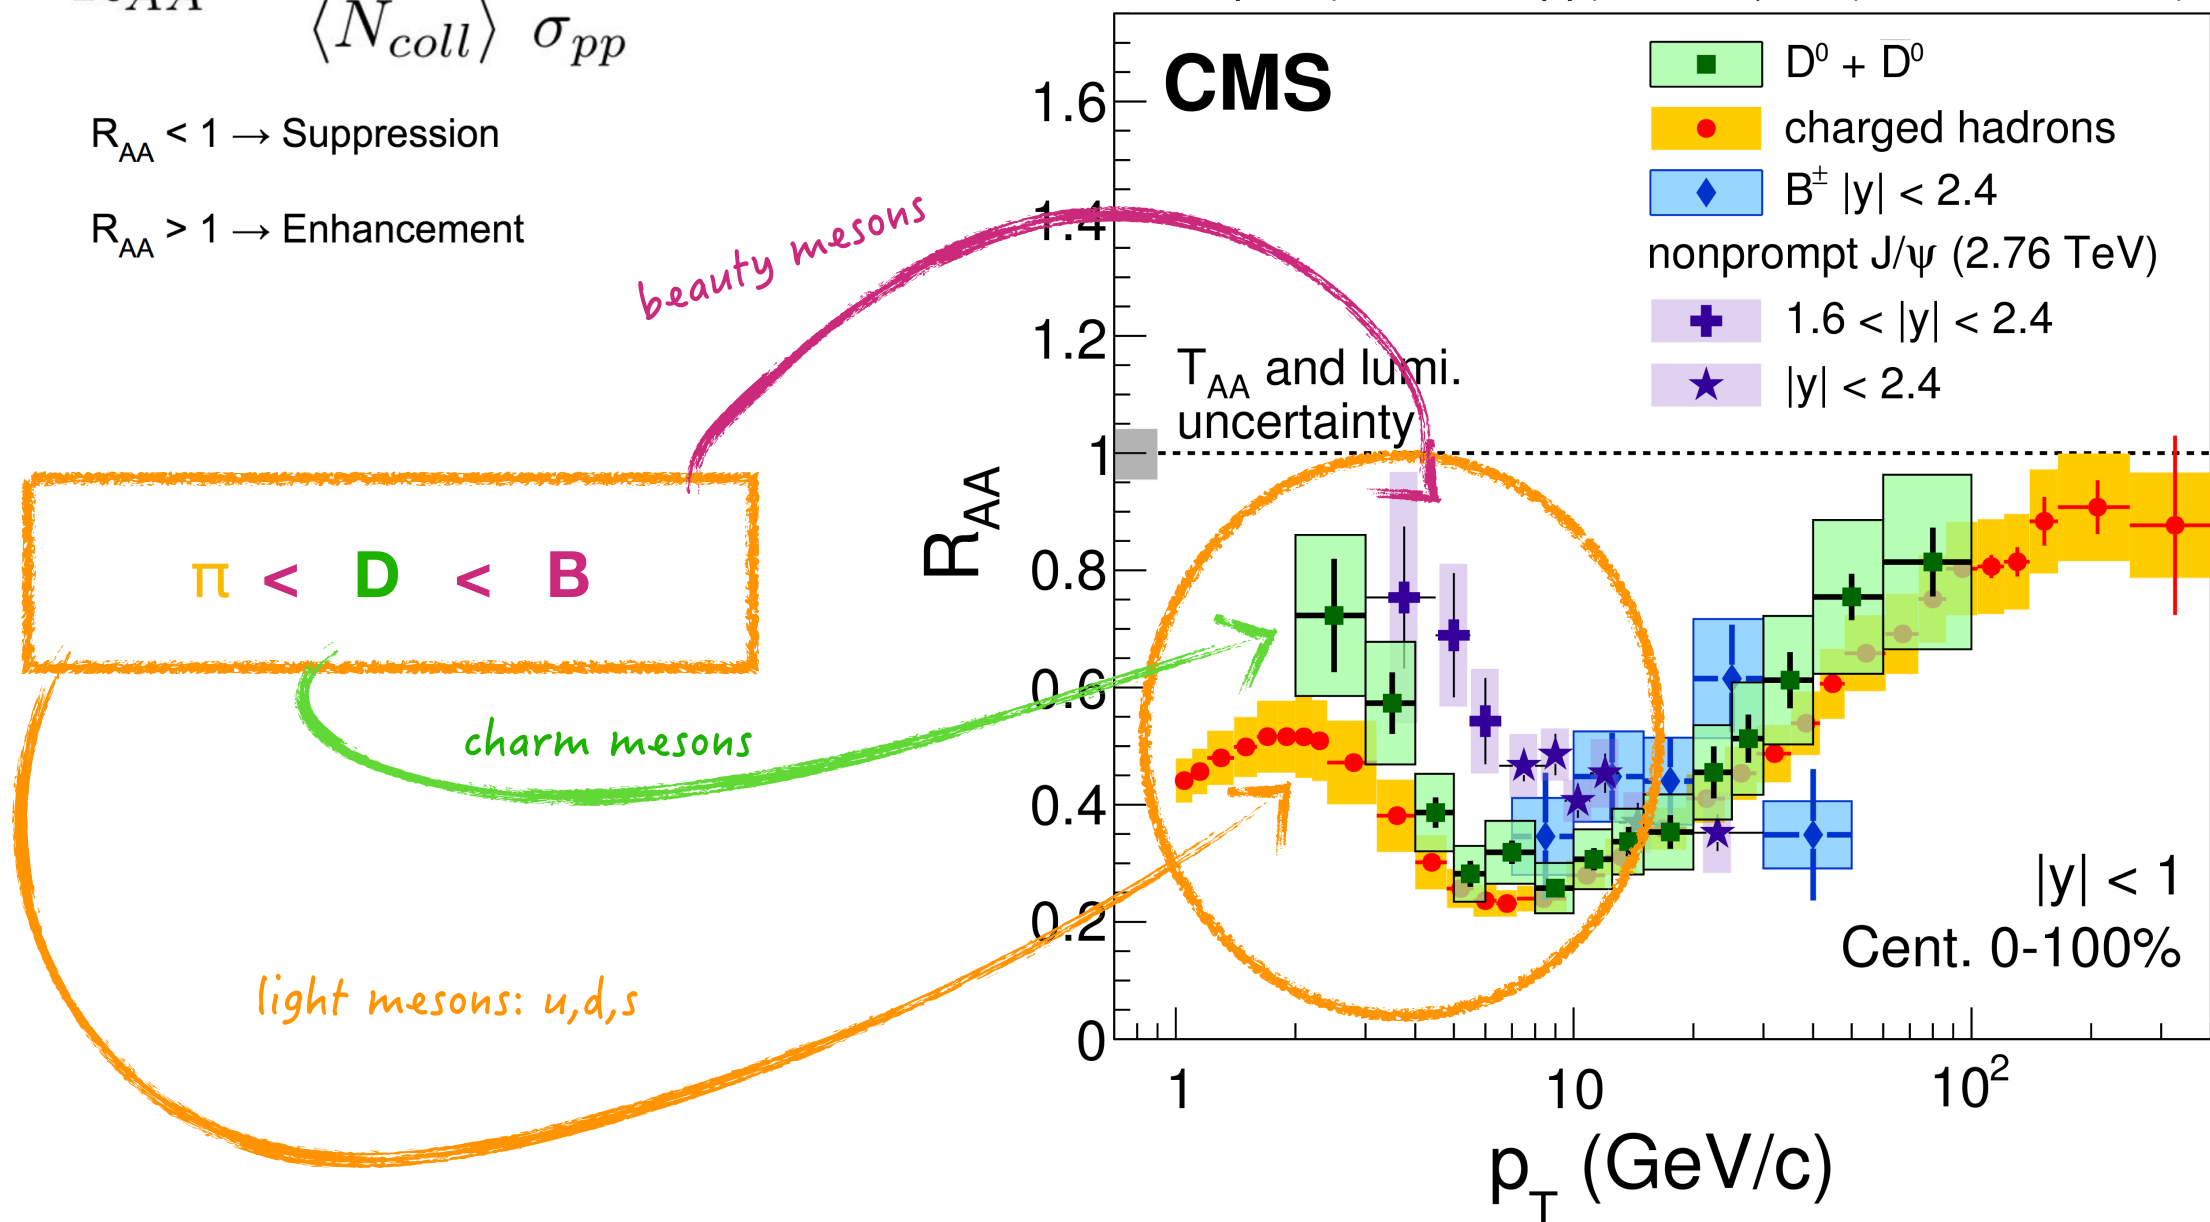 ⟨N_coll⟩ σ_pp
R_AA < 1 → Suppression
R_AA > 1 → Enhancement
beauty mesons
π < D < B
charm mesons
light mesons: u,d,s
CMS
D⁰ + D̅⁰
charged hadrons
B± |y| < 2.4
nonprompt J/ψ (2.76 TeV)
1.6 < |y| < 2.4
|y| < 2.4
T_AA and lumi.
uncertainty
R_AA
1.6
1.4
1.2
1
0.8
0.6
0.4
0.2
0
|y| < 1
Cent. 0-100%
1 10 10²
p_T (GeV/c)